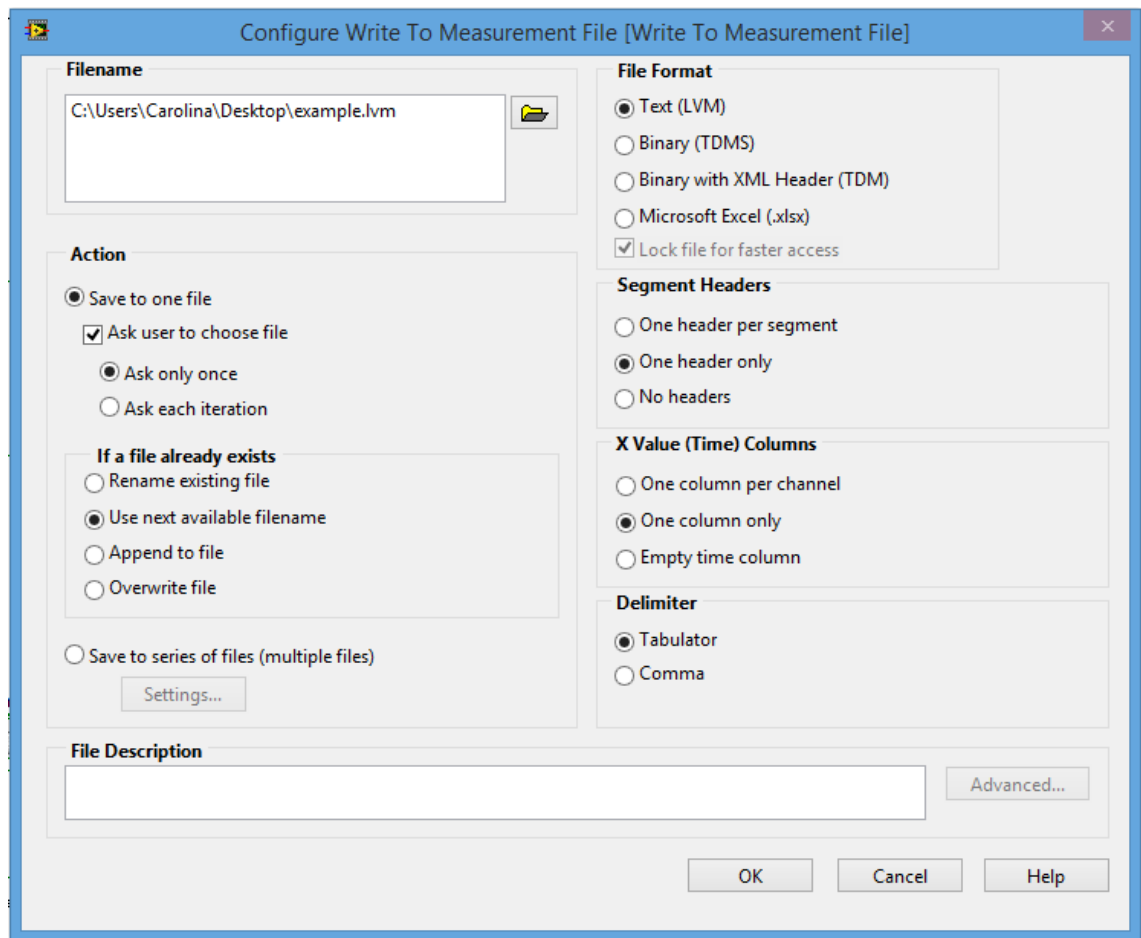 Configure Write To Measurement File [Write To Measurement File]
Filename
C:\Users\Carolina\Desktop\example.lvm
Action
Save to one file
Ask user to choose file
Ask only once
Ask each iteration
If a file already exists
Rename existing file
Use next available filename
Append to file
Overwrite file
Save to series of files (multiple files)
Settings...
File Format
Text (LVM)
Binary (TDMS)
Binary with XML Header (TDM)
Microsoft Excel (.xlsx)
Lock file for faster access
Segment Headers
One header per segment
One header only
No headers
X Value (Time) Columns
One column per channel
One column only
Empty time column
Delimiter
Tabulator
Comma
File Description
Advanced...
OK
Cancel
Help